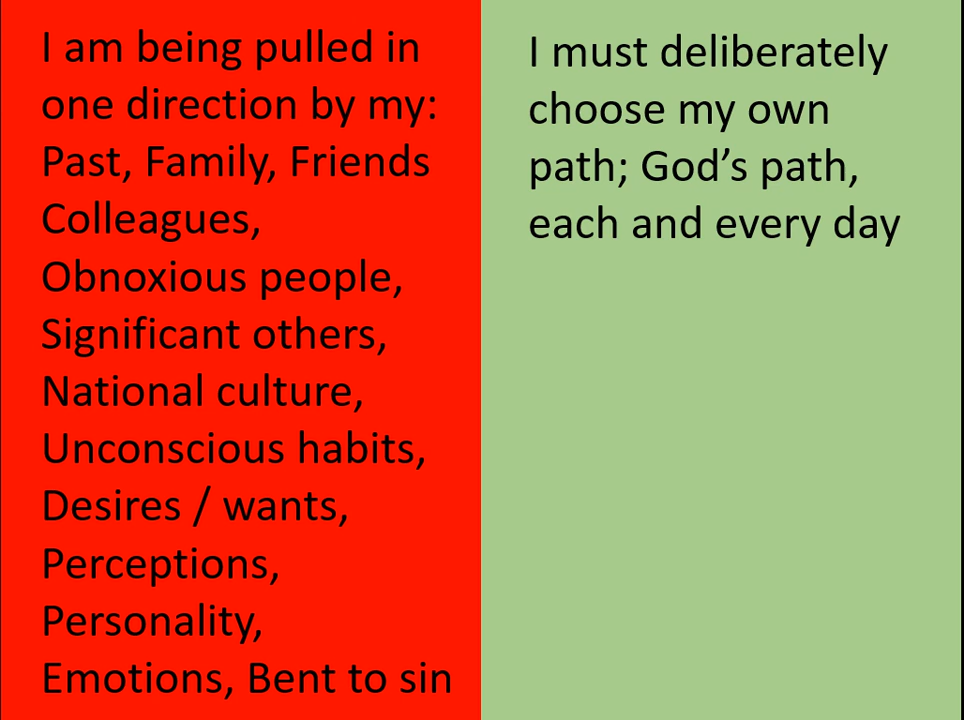 I am being pulled in
one direction by my:
Past, Family, Friends
Colleagues,
Obnoxious people,
Significant others,
National culture,
Unconscious habits,
Desires / wants,
Perceptions,
Personality,
Emotions, Bent to sin
I must deliberately
choose my own
path; God’s path,
each and every day